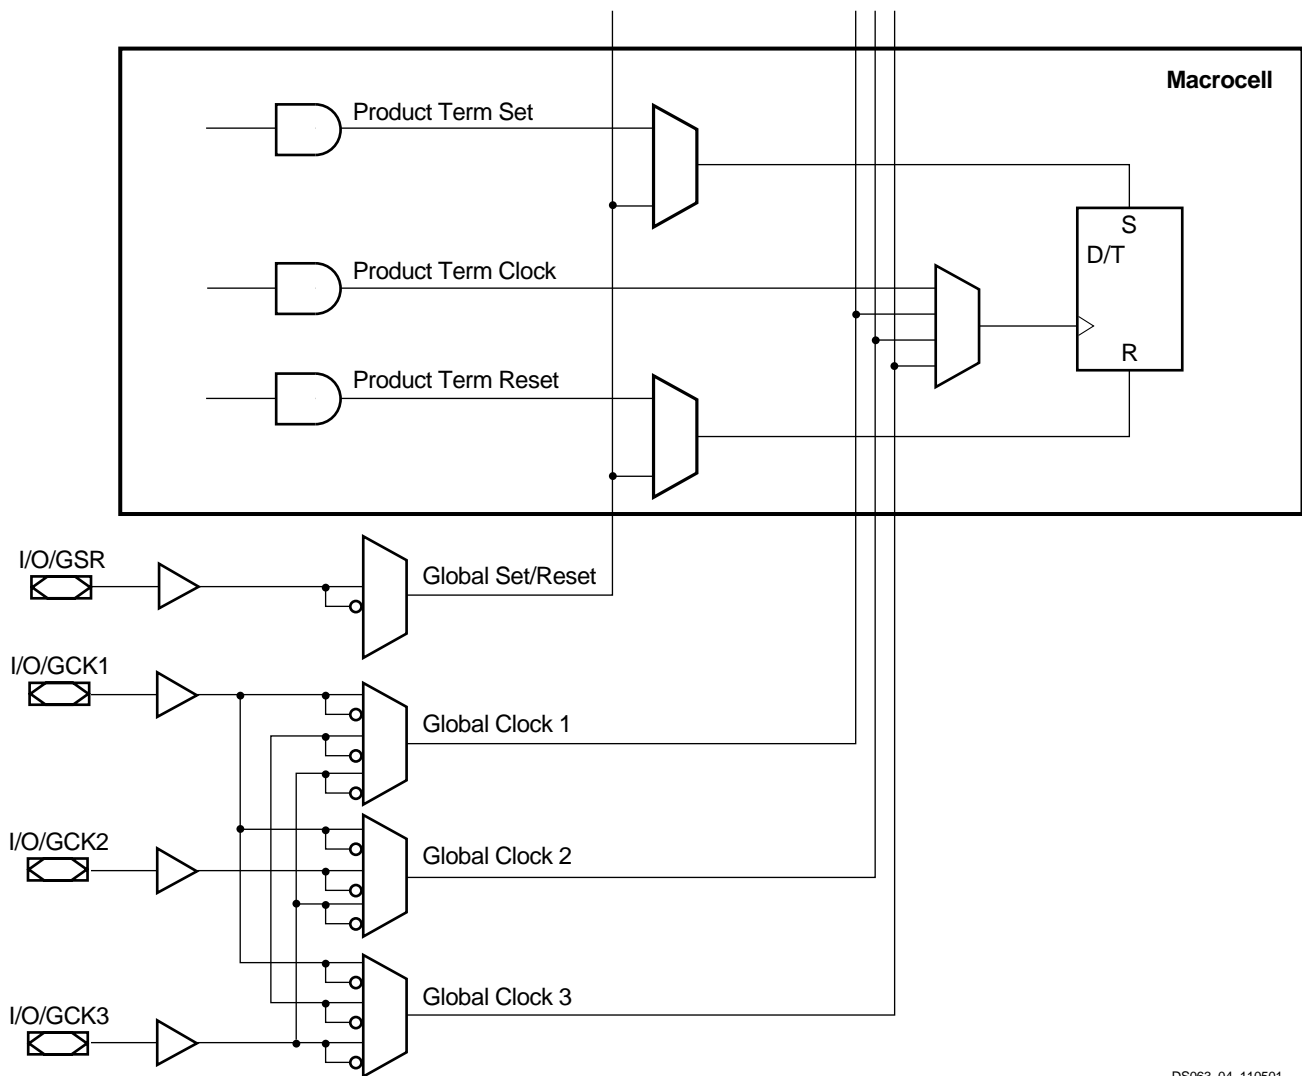 Macrocell
Product Term Set
S
D/T
Product Term Clock
R
Product Term Reset
I/O/GSR
Global Set/Reset
I/O/GCK1
Global Clock 1
I/O/GCK2
Global Clock 2
I/O/GCK3
Global Clock 3
DS063_04_110501